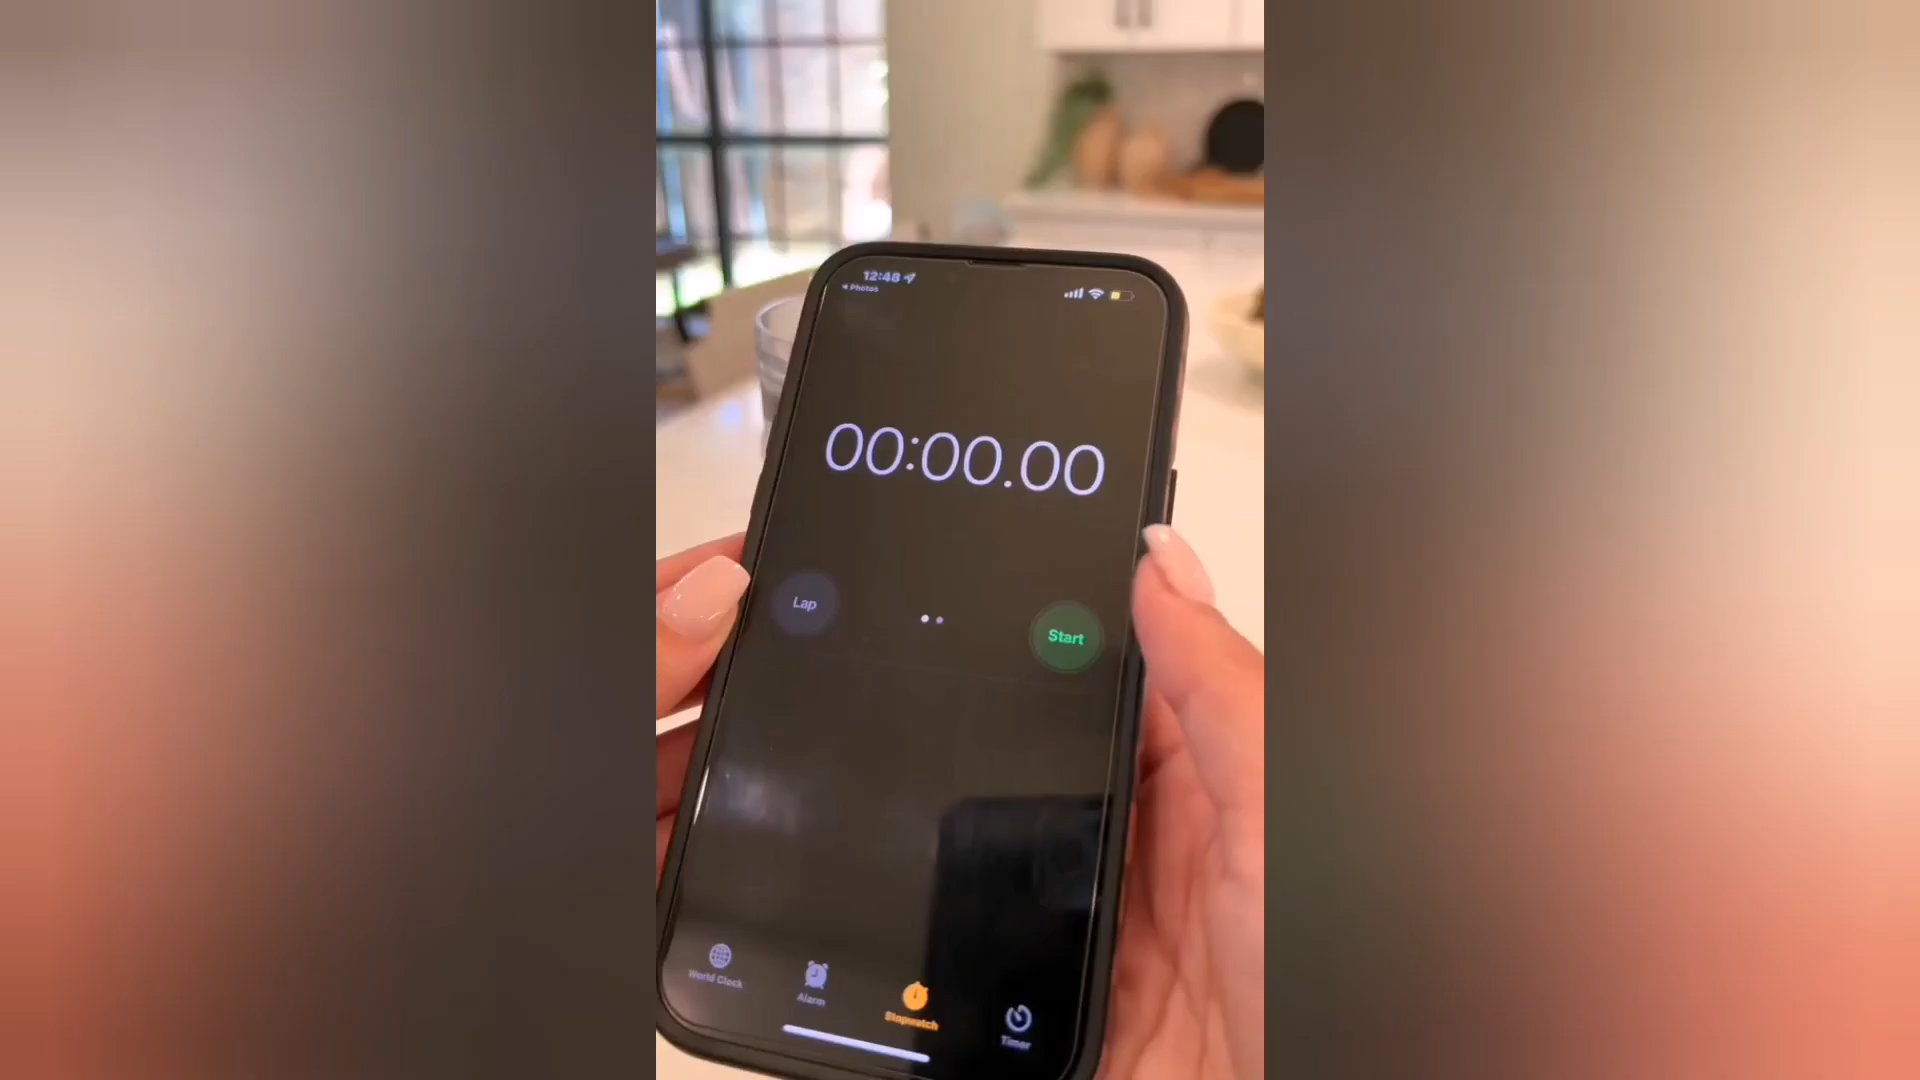 12:48
◀ Photos
00:00.00
Lap
Start
World Clock
Alarm
Stopwatch
Timer